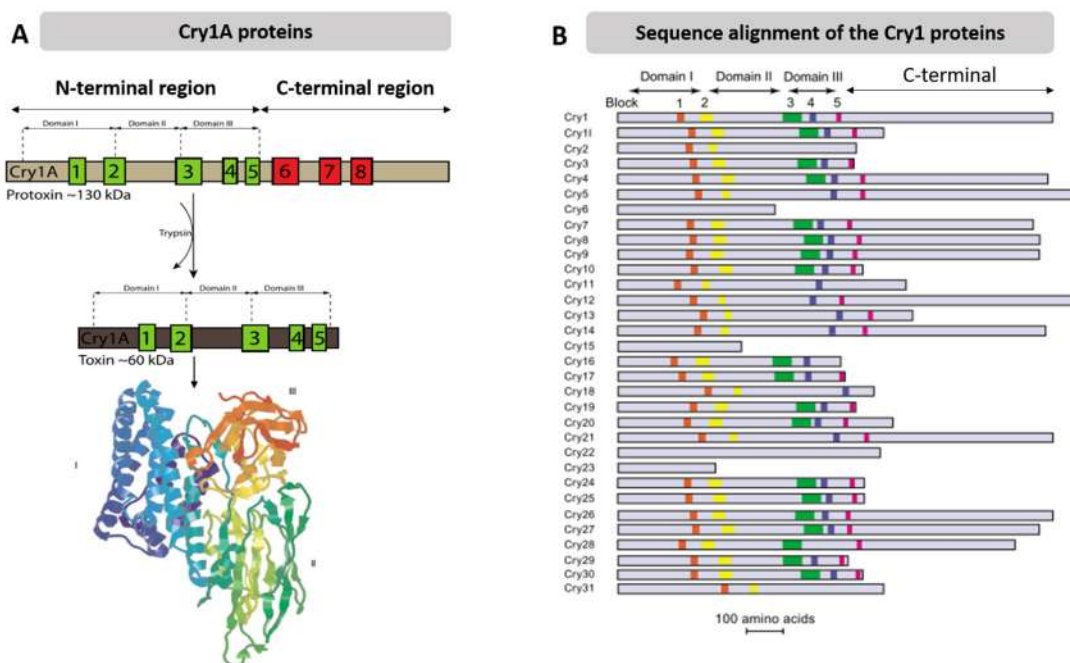 A
Cry1A proteins
N-terminal region
C-terminal region
Domain I
Domain II
Domain III
Cry1A
1
2
3
4
5
6
7
8
Protoxin ~130 kDa
Trypsin
Domain I
Domain II
Domain III
Cry1A
1
2
3
4
5
Toxin ~60 kDa
I
II
III
B
Sequence alignment of the Cry1 proteins
Domain I
Domain II
Domain III
C-terminal
Block
1
2
3
4
5
Cry1
Cry1I
Cry2
Cry3
Cry4
Cry5
Cry6
Cry7
Cry8
Cry9
Cry10
Cry11
Cry12
Cry13
Cry14
Cry15
Cry16
Cry17
Cry18
Cry19
Cry20
Cry21
Cry22
Cry23
Cry24
Cry25
Cry26
Cry27
Cry28
Cry29
Cry30
Cry31
100 amino acids